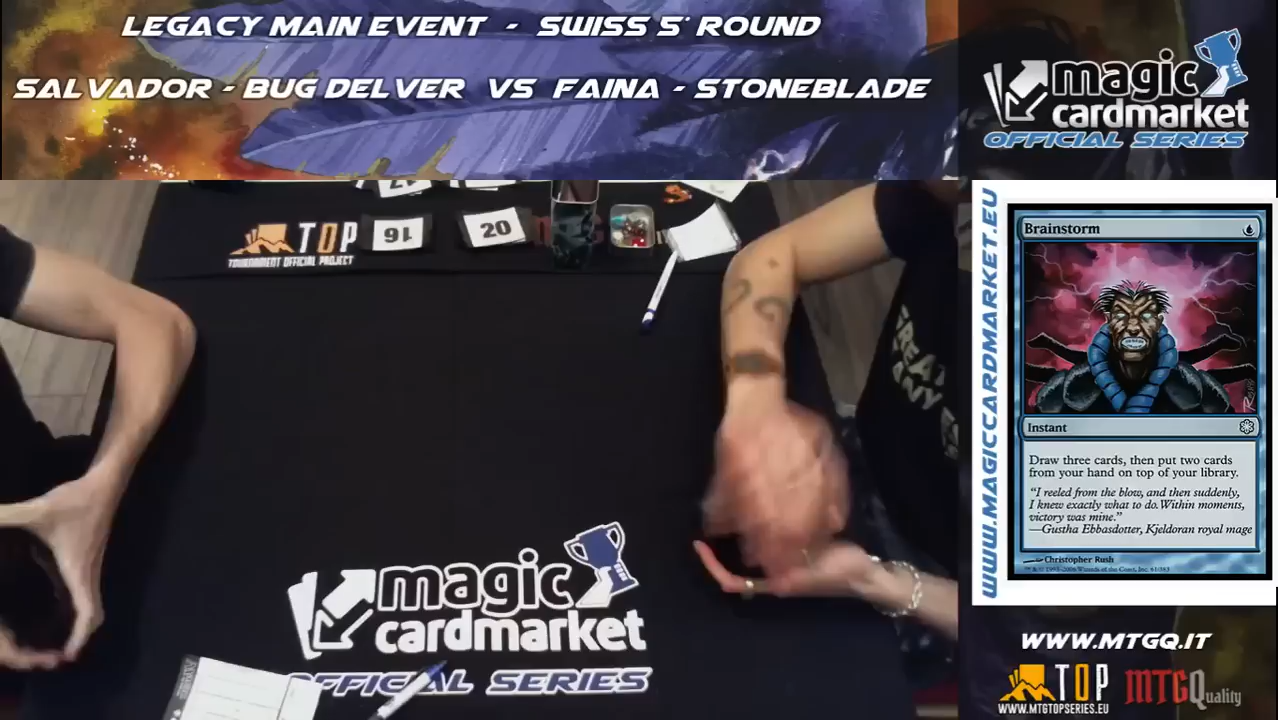 LEGACY MAIN EVENT - SWISS 5° ROUND
SALVADOR - BUG DELVER VS FAINA - STONEBLADE
magic
cardmarket
OFFICIAL SERIES
WWW.MAGICCARDMARKET.EU
Brainstorm
Instant
Draw three cards, then put two cards
from your hand on top of your library.
"I reeled from the blow, and then suddenly,
I knew exactly what to do. Within moments,
victory was mine."
—Gustha Ebbasdotter, Kjeldoran royal mage
Christopher Rush
WWW.MTGQ.IT
TOP
WWW.MTGTOPSERIES.EU
MTGQuality
TOP
TOURNMENT OFFICIAL PROJECT
16
20
magic
cardmarket
OFFICIAL SERIES